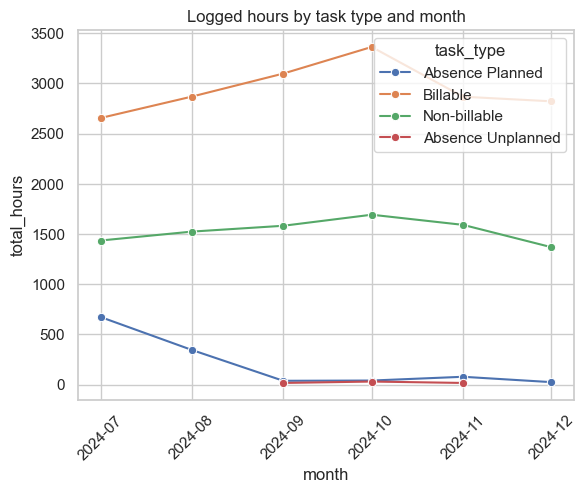 Logged hours by task type and month
total_hours
3500
3000
2500
2000
1500
1000
500
0
task_type
Absence Planned
Billable
Non-billable
Absence Unplanned
2024-07
2024-08
2024-09
2024-10
2024-11
2024-12
month